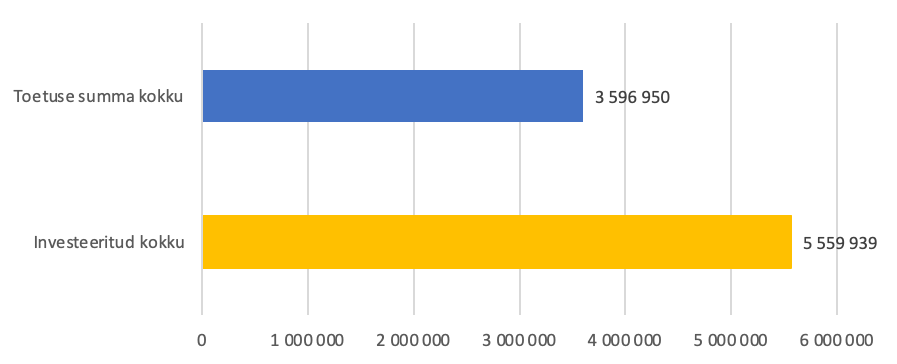 Toetuse summa kokku
3 596 950
Investeeritud kokku
5 559 939
0 1 000 000 2 000 000 3 000 000 4 000 000 5 000 000 6 000 000